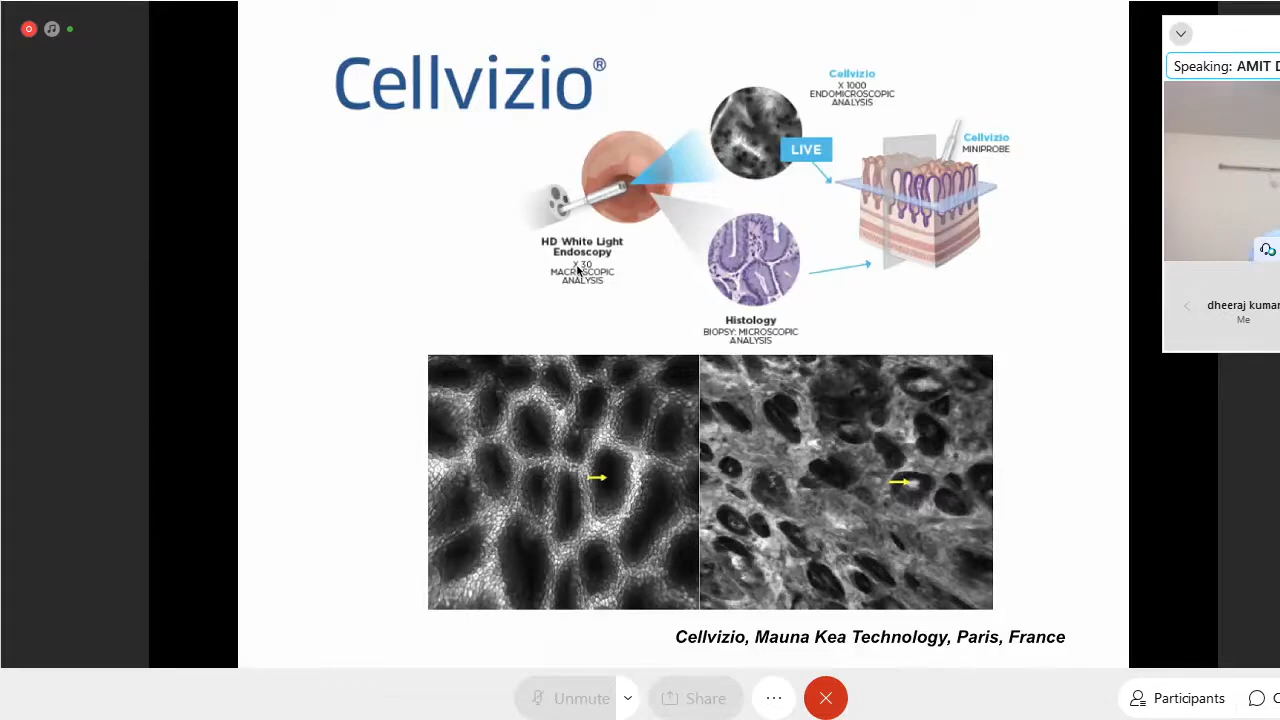 Cellvizio®
Cellvizio
X 1000
ENDOMICROSCOPIC
ANALYSIS
LIVE
Cellvizio
MINIPROBE
HD White Light
Endoscopy
X 30
MACROSCOPIC
ANALYSIS
Histology
BIOPSY: MICROSCOPIC
ANALYSIS
Cellvizio, Mauna Kea Technology, Paris, France
Speaking: AMIT D
dheeraj kumar
Me
Unmute
Share
Participants